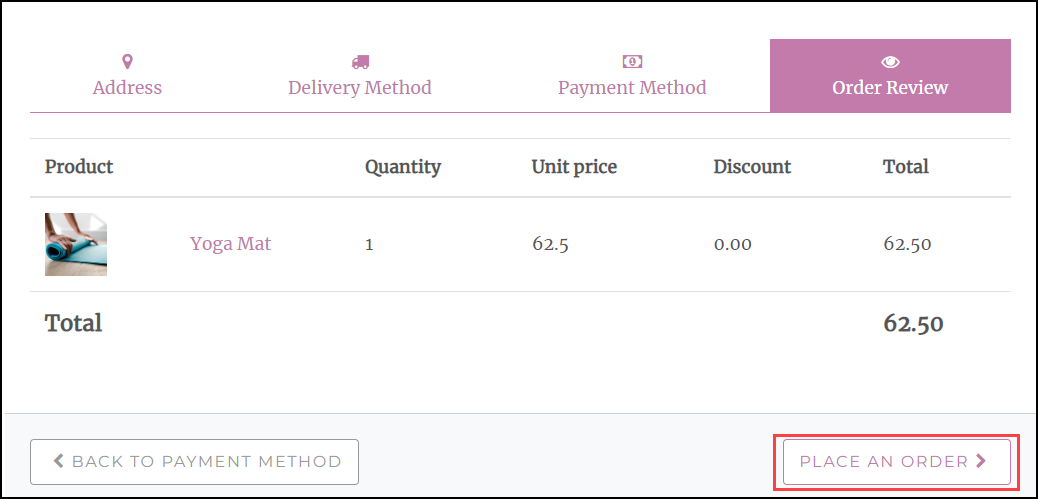 Address Delivery Method Payment Method Order Review
Product Quantity Unit price Discount Total
Yoga Mat 1 62.5 0.00 62.50
Total 62.50
BACK TO PAYMENT METHOD PLACE AN ORDER